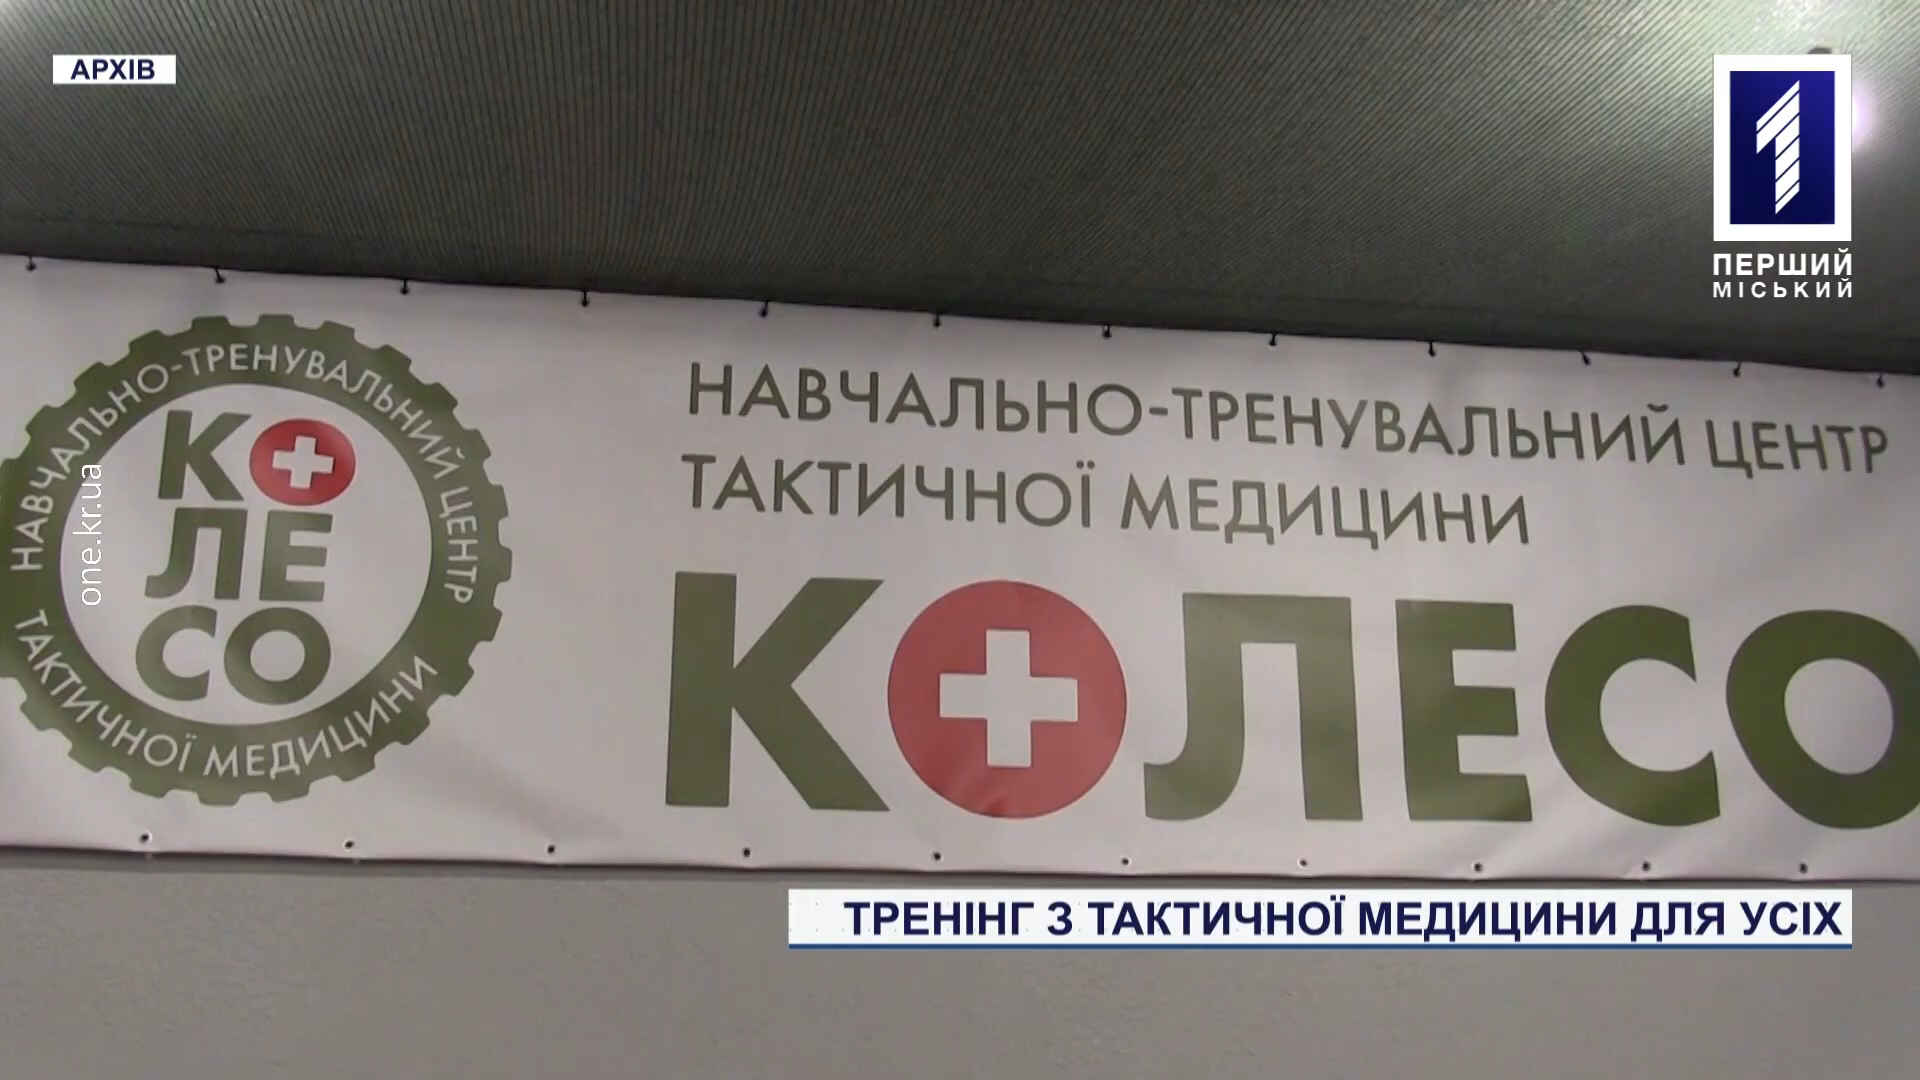 АРХІВ
ПЕРШИЙ
МІСЬКИЙ
НАВЧАЛЬНО-ТРЕНУВАЛЬНИЙ ЦЕНТР
К ЛЕ СО
ТАКТИЧНОЇ МЕДИЦИНИ
one.kr.ua
НАВЧАЛЬНО-ТРЕНУВАЛЬНИЙ ЦЕНТР
ТАКТИЧНОЇ МЕДИЦИНИ
КОЛЕСО
ТРЕНІНГ З ТАКТИЧНОЇ МЕДИЦИНИ ДЛЯ УСІХ